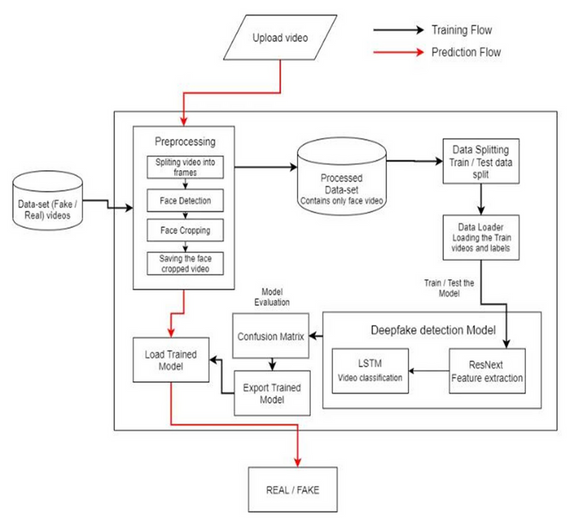 Upload video
Training Flow
Prediction Flow
Preprocessing
Spliting video into
frames
Face Detection
Face Cropping
Saving the face
cropped video
Data-set (Fake /
Real) videos
Processed
Data-set
Contains only face video
Data Splitting
Train / Test data
split
Data Loader
Loading the Train
videos and labels
Train / Test the
Model
Model
Evaluation
Confusion Matrix
Export Trained
Model
Load Trained
Model
Deepfake detection Model
LSTM
Video classification
ResNext
Feature extraction
REAL / FAKE